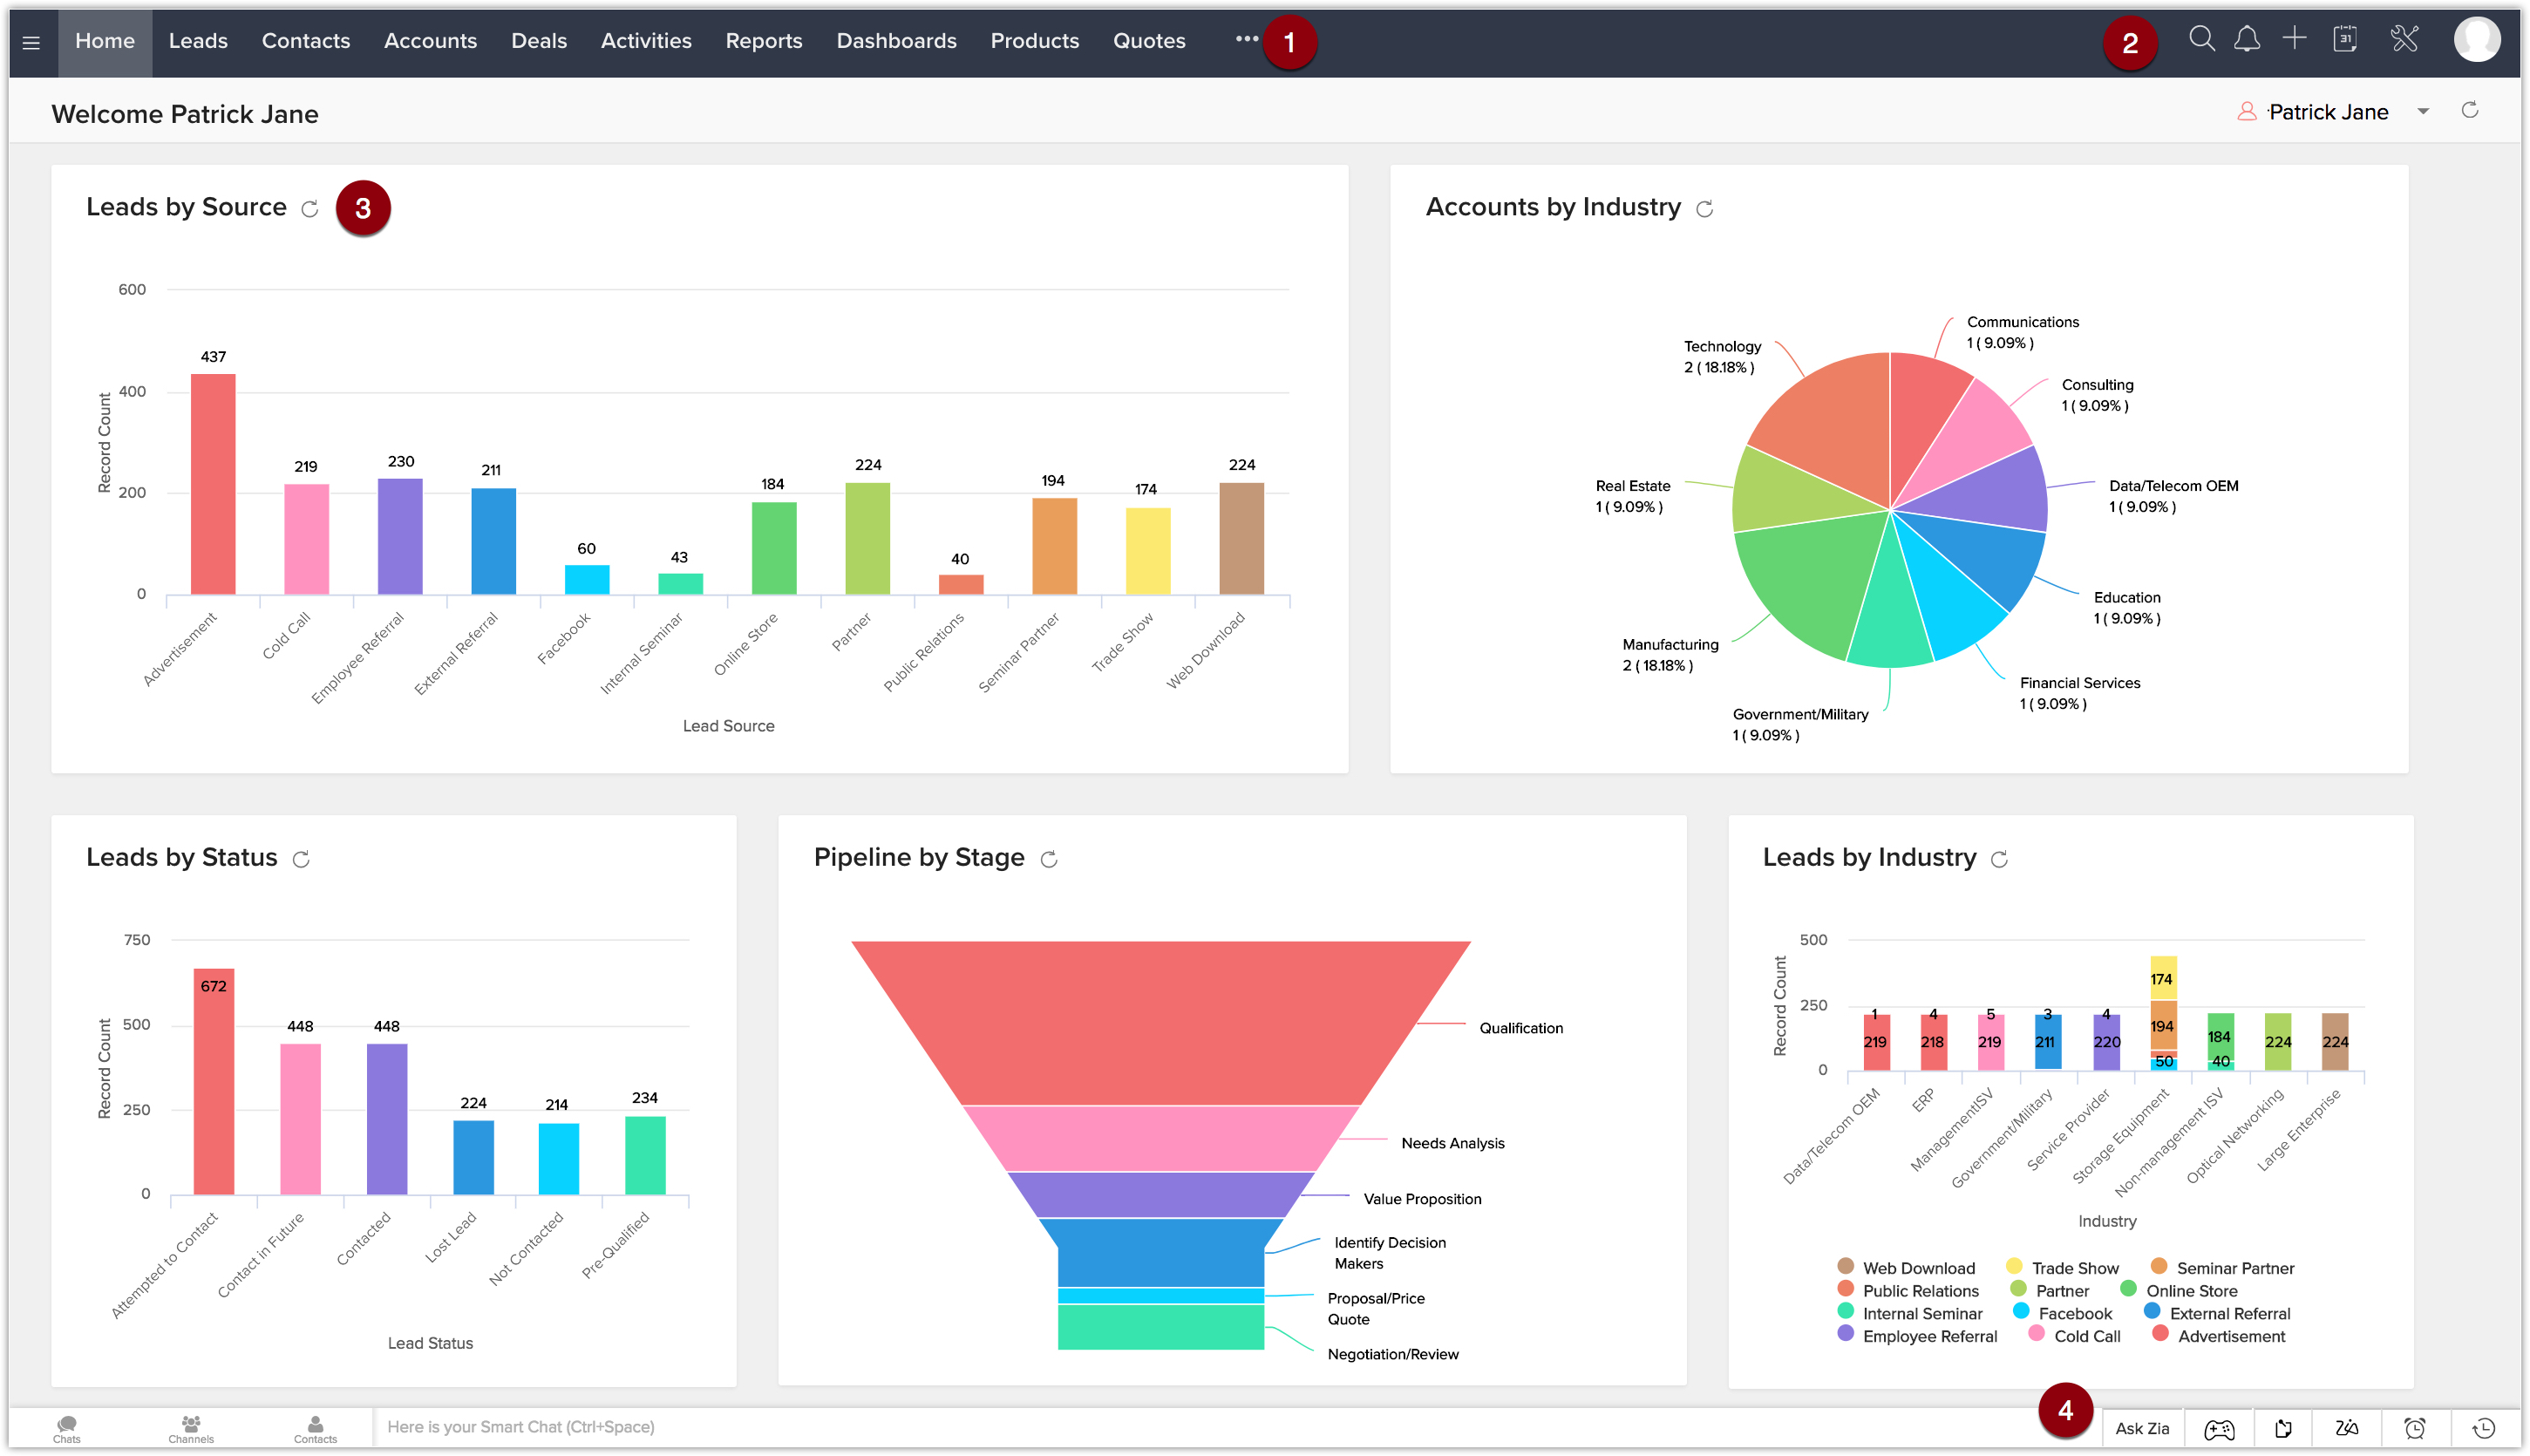 Home Leads Contacts Accounts Deals Activities Reports Dashboards Products Quotes ••• 1 2 31
Welcome Patrick Jane
Patrick Jane
Leads by Source 3
600
400
200
0
Record Count
437
219
230
211
60
43
184
224
40
194
174
224
Advertisement
Cold Call
Employee Referral
External Referral
Facebook
Internal Seminar
Online Store
Partner
Public Relations
Seminar Partner
Trade Show
Web Download
Lead Source
Accounts by Industry
Communications
1 ( 9.09% )
Consulting
1 ( 9.09% )
Data/Telecom OEM
1 ( 9.09% )
Education
1 ( 9.09% )
Financial Services
1 ( 9.09% )
Government/Military
1 ( 9.09% )
Manufacturing
2 ( 18.18% )
Real Estate
1 ( 9.09% )
Technology
2 ( 18.18% )
Leads by Status
750
500
250
0
Record Count
672
448
448
224
214
234
Attempted to Contact
Contact in Future
Contacted
Lost Lead
Not Contacted
Pre-Qualified
Lead Status
Pipeline by Stage
Qualification
Needs Analysis
Value Proposition
Identify Decision
Makers
Proposal/Price
Quote
Negotiation/Review
Leads by Industry
500
250
0
Record Count
1
219
4
218
5
219
3
211
4
220
174
194
50
184
40
224
224
Data/Telecom OEM
ERP
ManagementISV
Government/Military
Service Provider
Storage Equipment
Non-management ISV
Optical Networking
Large Enterprise
Industry
Web Download Trade Show Seminar Partner
Public Relations Partner Online Store
Internal Seminar Facebook External Referral
Employee Referral Cold Call Advertisement
4
Chats Channels Contacts Here is your Smart Chat (Ctrl+Space) Ask Zia